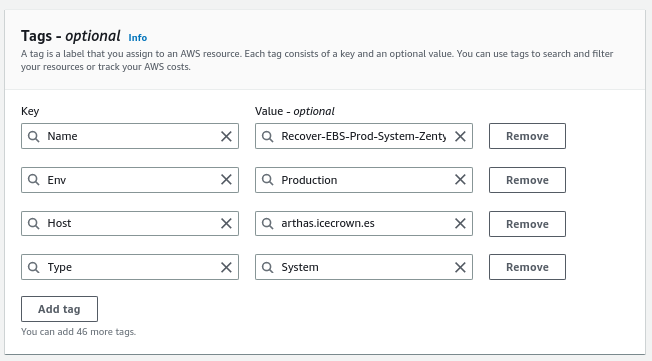 Tags - optional Info
A tag is a label that you assign to an AWS resource. Each tag consists of a key and an optional value. You can use tags to search and filter
your resources or track your AWS costs.
Key Value - optional
Name Recover-EBS-Prod-System-Zenty Remove
Env Production Remove
Host arthas.icecrown.es Remove
Type System Remove
Add tag
You can add 46 more tags.